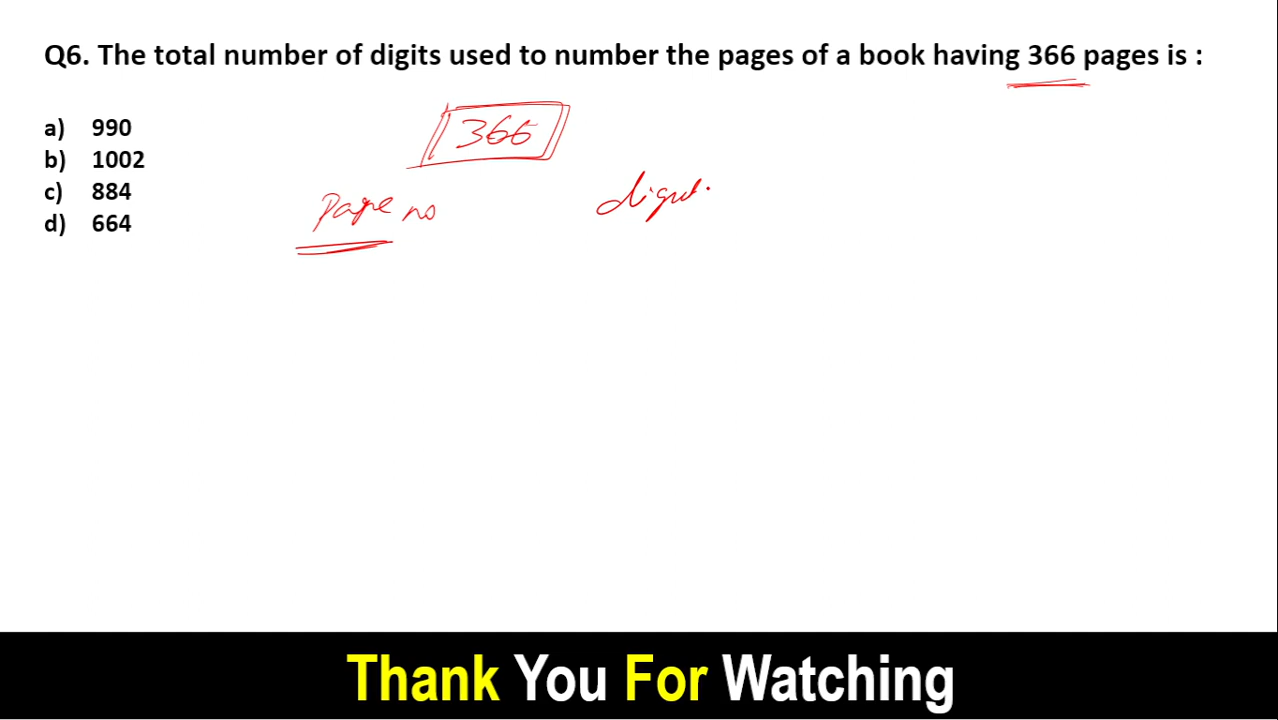 Q6. The total number of digits used to number the pages of a book having 366 pages is :
a) 990
b) 1002
c) 884
d) 664
366
Page no
digit.
Thank You For Watching